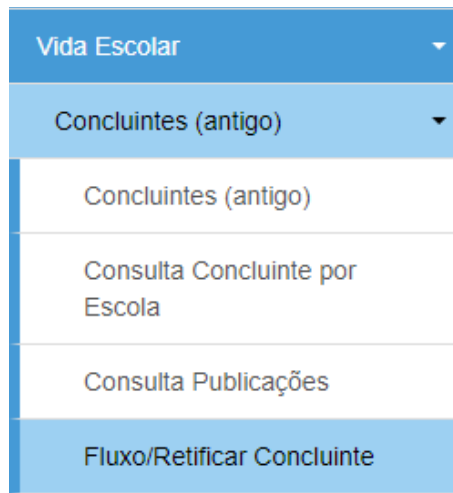 Vida Escolar
Concluintes (antigo)
Concluintes (antigo)
Consulta Concluinte por
Escola
Consulta Publicações
Fluxo/Retificar Concluinte